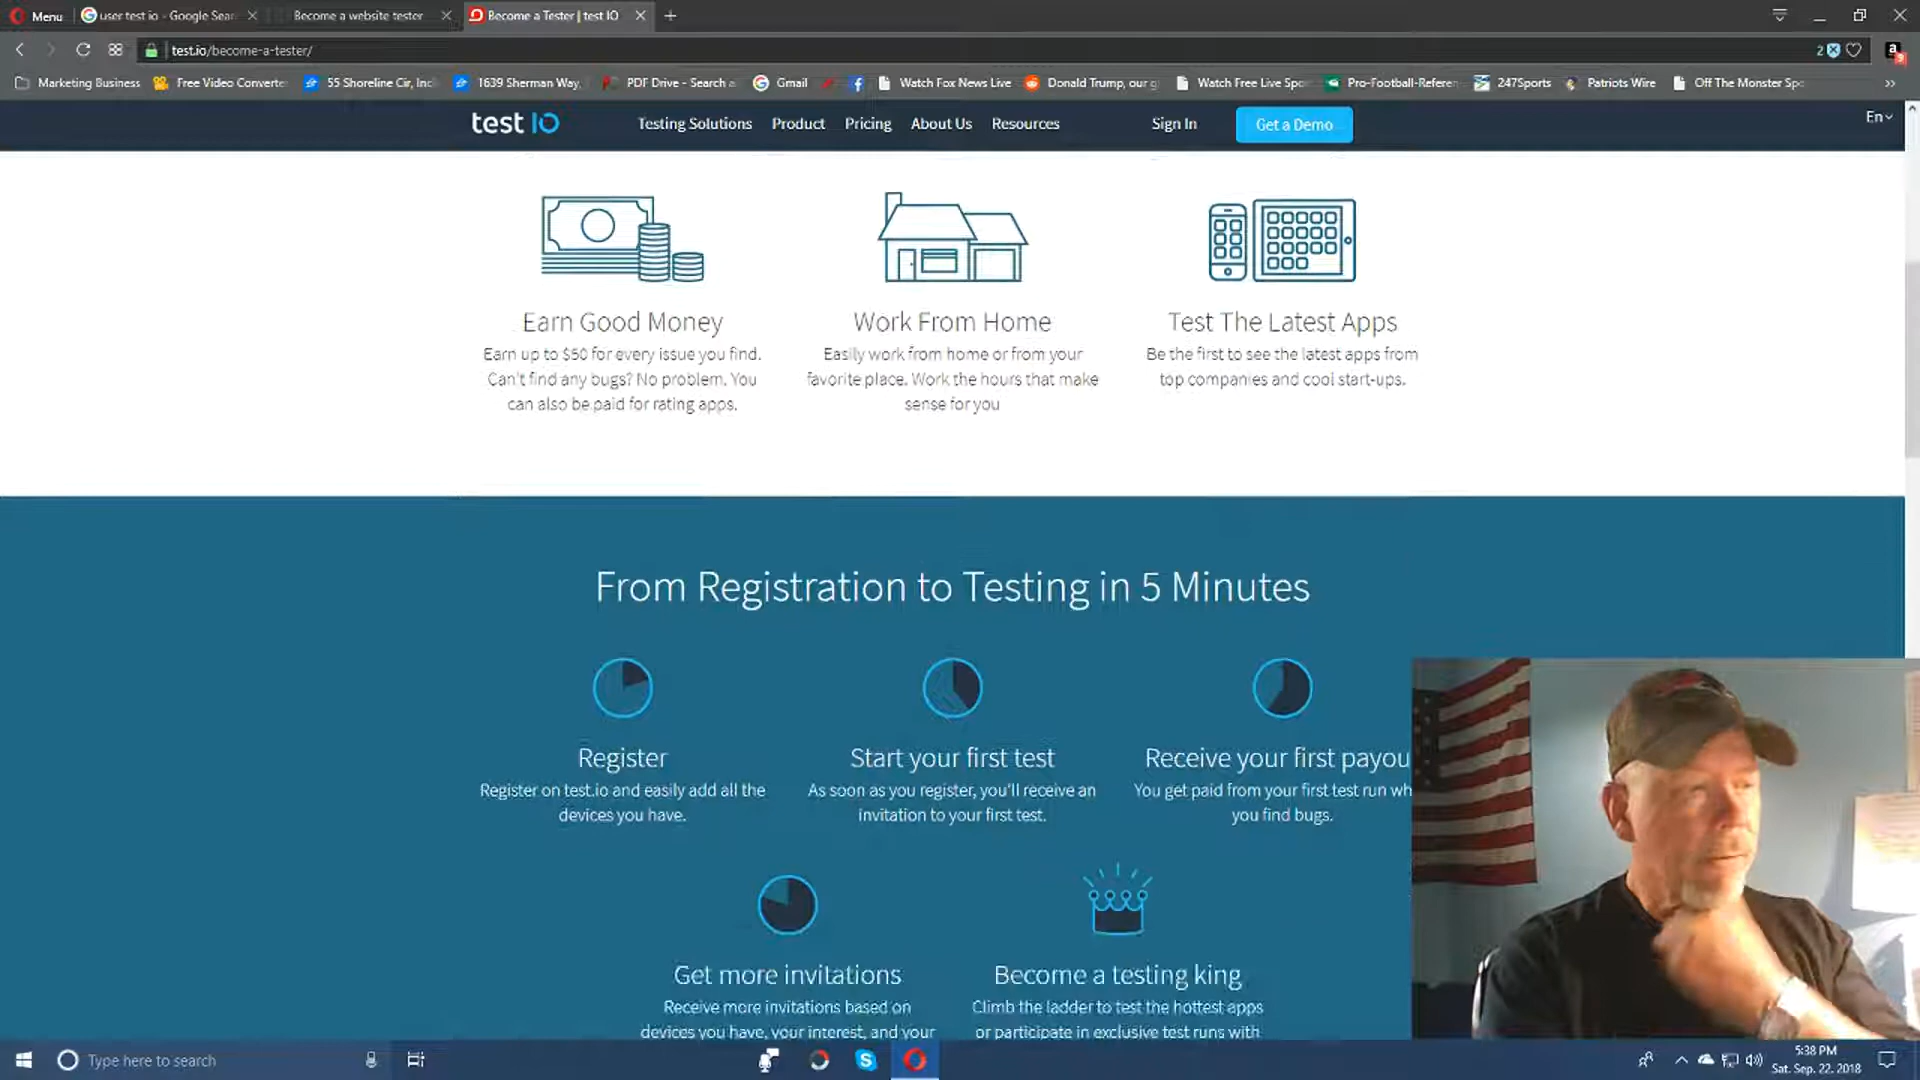 Menu
user test io - Google Sear
Become a website tester
Become a Tester | test IO
test.io/become-a-tester/
2
Marketing Business
Free Video Converte
55 Shoreline Cir, Inc
1639 Sherman Way,
PDF Drive - Search a
Gmail
Watch Fox News Live
Donald Trump, our g
Watch Free Live Spo
Pro-Football-Referen
247Sports
Patriots Wire
Off The Monster Spo
test IO
Testing Solutions
Product
Pricing
About Us
Resources
Sign In
Get a Demo
En
Earn Good Money
Earn up to $50 for every issue you find.
Can't find any bugs? No problem. You
can also be paid for rating apps.
Work From Home
Easily work from home or from your
favorite place. Work the hours that make
sense for you
Test The Latest Apps
Be the first to see the latest apps from
top companies and cool start-ups.
From Registration to Testing in 5 Minutes
Register
Register on test.io and easily add all the
devices you have.
Start your first test
As soon as you register, you'll receive an
invitation to your first test.
Receive your first payou
You get paid from your first test run wh
you find bugs.
Get more invitations
Receive more invitations based on
devices you have, your interest, and your
Become a testing king
Climb the ladder to test the hottest apps
or participate in exclusive test runs with
Type here to search
5:38 PM
Sat. Sep. 22, 2018